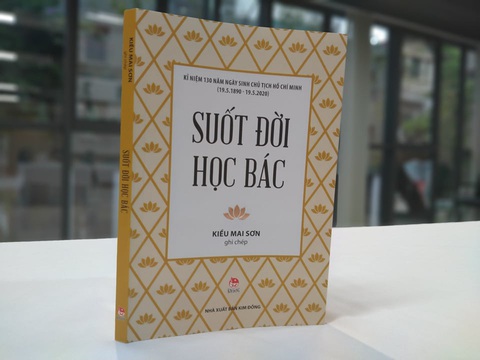 KIỀU MAI SƠN
ghi chép
SUỐT ĐỜI HỌC BÁC
KỈ NIỆM 130 NĂM NGÀY SINH CHỦ TỊCH HỒ CHÍ MINH
(19.5.1890 - 19.5.2020)
SUỐT ĐỜI
HỌC BÁC
KIỀU MAI SƠN
ghi chép
NHÀ XUẤT BẢN KIM ĐỒNG